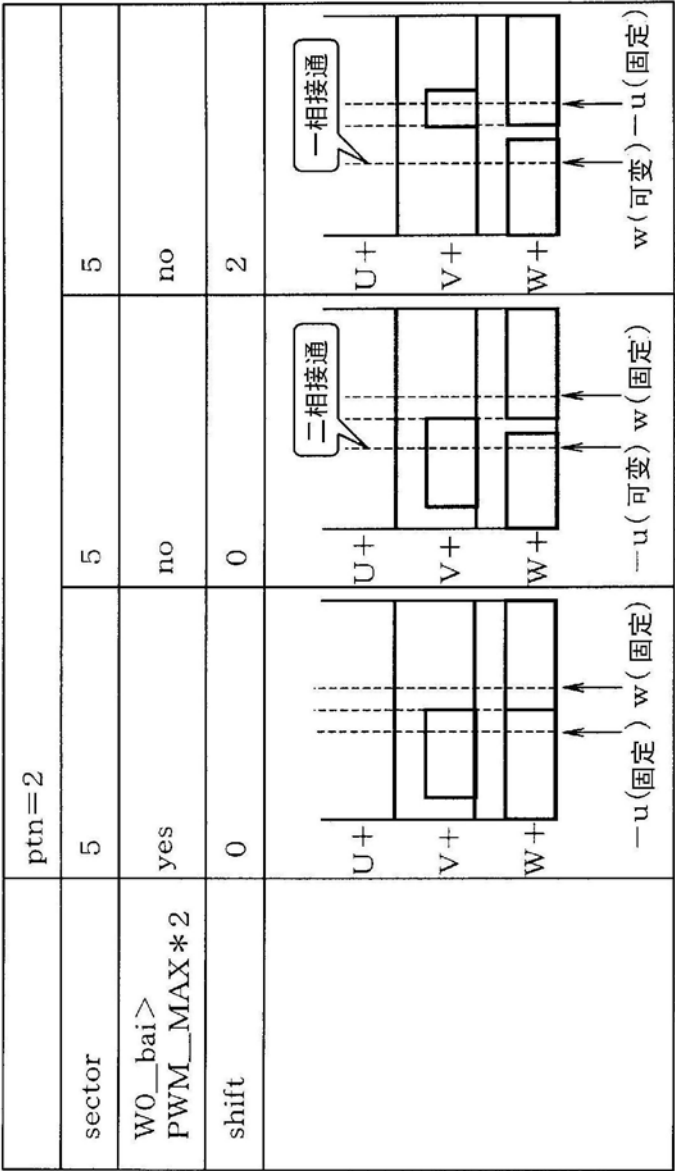 ptn=2
sector 5 5 5
W0_bai>
PWM_MAX*2 yes no no
shift 0 0 2
U+
V+
W+
-u(固定) w(固定)
二相接通
U+
V+
W+
-u(可变) w(固定)
一相接通
U+
V+
W+
w(可变) -u(固定)